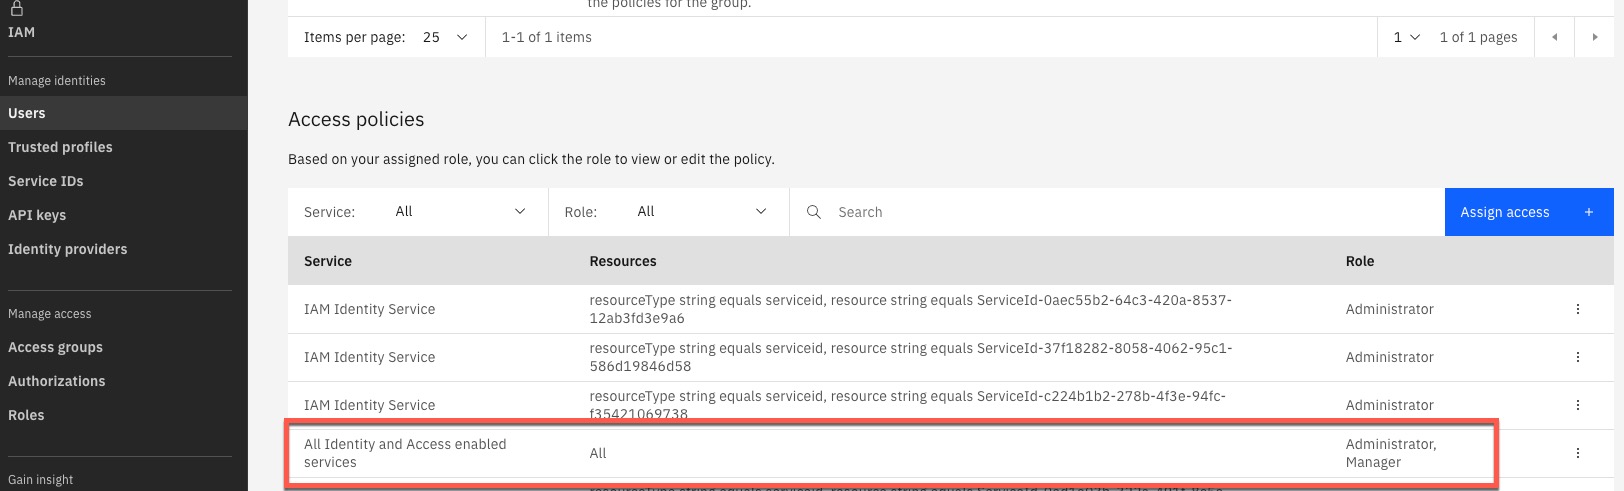 the policies for the group.
IAM
Items per page: 25 1-1 of 1 items 1 1 of 1 pages
Manage identities
Users
Trusted profiles
Service IDs
API keys
Identity providers
Manage access
Access groups
Authorizations
Roles
Gain insight
Access policies
Based on your assigned role, you can click the role to view or edit the policy.
Service: All Role: All Search Assign access +
Service Resources Role
IAM Identity Service resourceType string equals serviceid, resource string equals ServiceId-0aec55b2-64c3-420a-8537-
12ab3fd3e9a6 Administrator
IAM Identity Service resourceType string equals serviceid, resource string equals ServiceId-37f18282-8058-4062-95c1-
586d19846d58 Administrator
IAM Identity Service resourceType string equals serviceid, resource string equals ServiceId-c224b1b2-278b-4f3e-94fc-
f35421069738 Administrator
All Identity and Access enabled
services All Administrator,
Manager